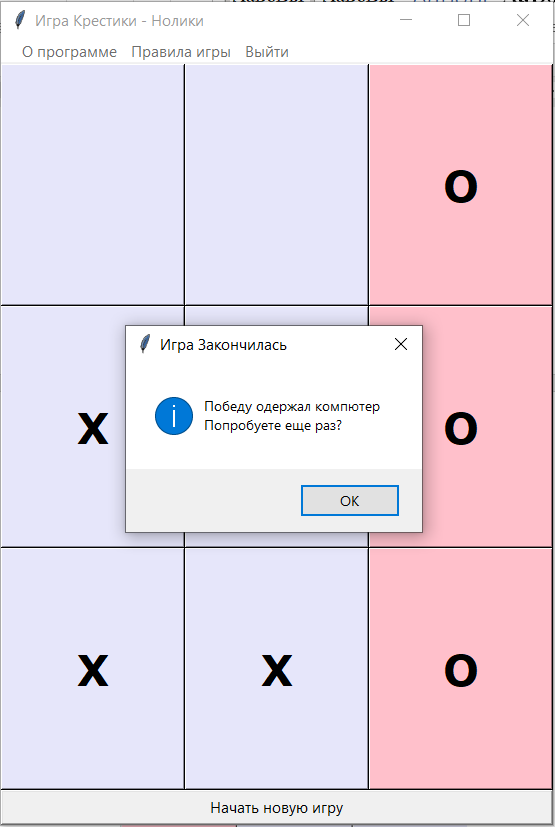 Игра Крестики - Нолики
О программе Правила игры Выйти
O
X O
Игра Закончилась
Победу одержал компютер
Попробуете еще раз?
OK
X X O
Начать новую игру